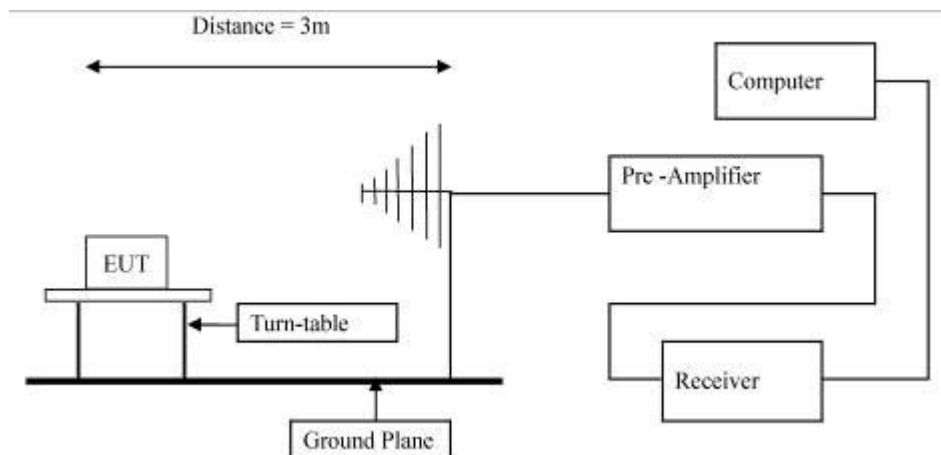 Distance = 3m
Computer
Pre -Amplifier
EUT
Turn-table
Receiver
Ground Plane